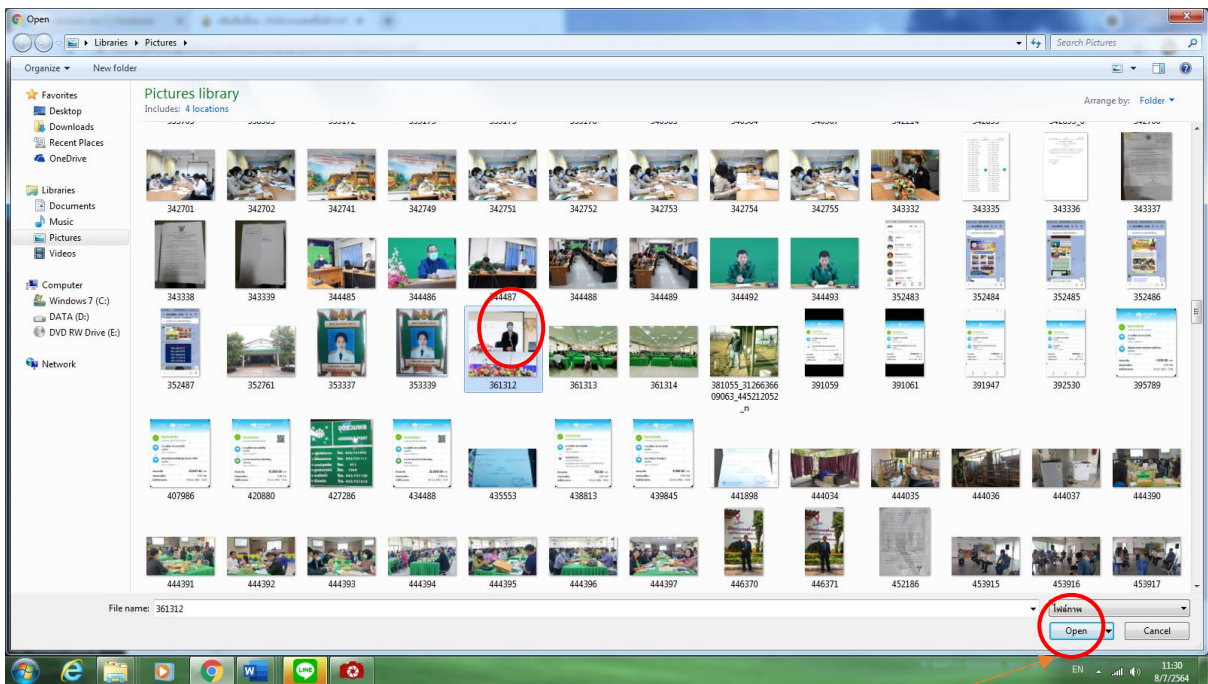 Open
Libraries
Pictures
Search Pictures
Organize
New folder
Favorites
Desktop
Downloads
Recent Places
OneDrive
Libraries
Documents
Music
Pictures
Videos
Computer
Windows 7 (C:)
DATA (D:)
DVD RW Drive (E:)
Network
Pictures library
Includes: 4 locations
Arrange by: Folder
342701 342702 342741 342749 342751 342752 342753 342754 342755 343332 343335 343336 343337
343338 343339 344485 344486 344487 344488 344489 344492 344493 352483 352484 352485 352486
352487 352761 353337 353339 361312 361313 361314 381055_31266366 391059 391061 391947 392530 395789
09063_445212052
_n
407986 420880 427286 434488 435553 438813 439845 441898 444034 444035 444036 444037 444390
444391 444392 444393 444394 444395 444396 444397 446370 446371 452186 453915 453916 453917
File name: 361312
ไฟล์ภาพ
Open
Cancel
EN
11:30
8/7/2564